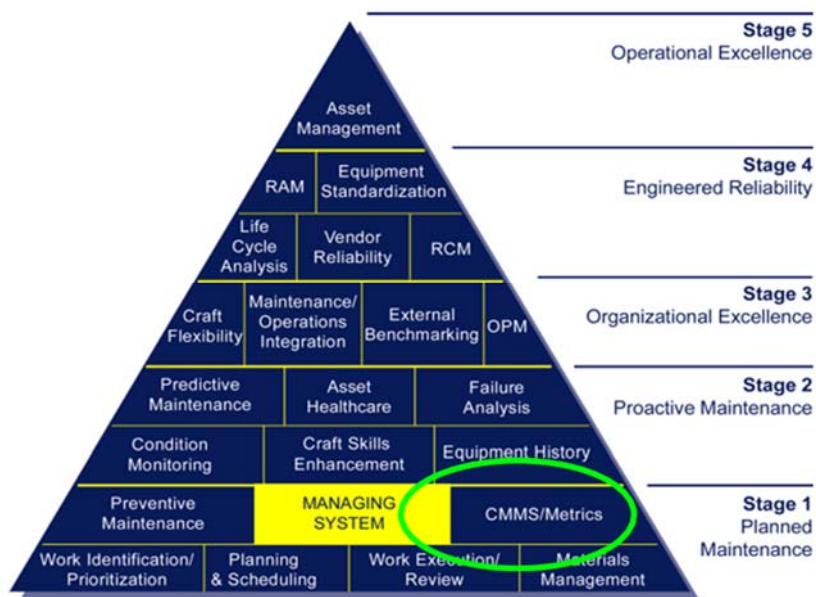 Stage 5
Operational Excellence
Asset
Management
Stage 4
Engineered Reliability
RAM
Equipment
Standardization
Life
Cycle
Analysis
Vendor
Reliability
RCM
Stage 3
Organizational Excellence
Craft
Flexibility
Maintenance/
Operations
Integration
External
Benchmarking
OPM
Stage 2
Proactive Maintenance
Predictive
Maintenance
Asset
Healthcare
Failure
Analysis
Condition
Monitoring
Craft Skills
Enhancement
Equipment History
Stage 1
Planned
Maintenance
Preventive
Maintenance
MANAGING
SYSTEM
CMMS/Metrics
Work Identification/
Prioritization
Planning
& Scheduling
Work Execution/
Review
Materials
Management